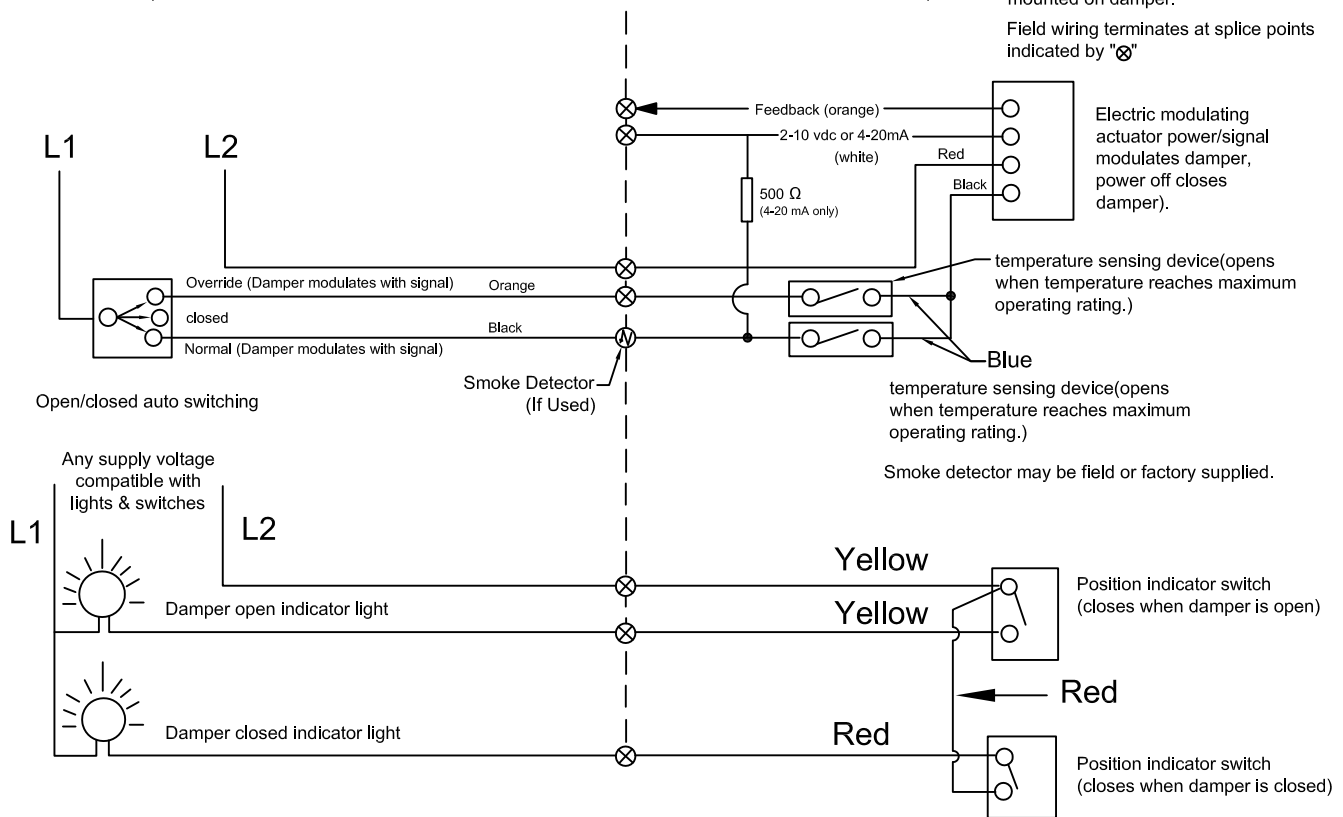 mounted on damper.
Field wiring terminates at splice points
indicated by "⊗"
Feedback (orange)
2-10 vdc or 4-20mA
(white)
Red
Black
Electric modulating
actuator power/signal
modulates damper,
power off closes
damper).
L1
L2
500 Ω
(4-20 mA only)
Override (Damper modulates with signal)
Orange
closed
Black
Normal (Damper modulates with signal)
temperature sensing device(opens
when temperature reaches maximum
operating rating.)
Blue
Smoke Detector
(If Used)
Open/closed auto switching
temperature sensing device(opens
when temperature reaches maximum
operating rating.)
Smoke detector may be field or factory supplied.
Any supply voltage
compatible with
lights & switches
L1
L2
Yellow
Damper open indicator light
Yellow
Position indicator switch
(closes when damper is open)
Red
Damper closed indicator light
Red
Position indicator switch
(closes when damper is closed)